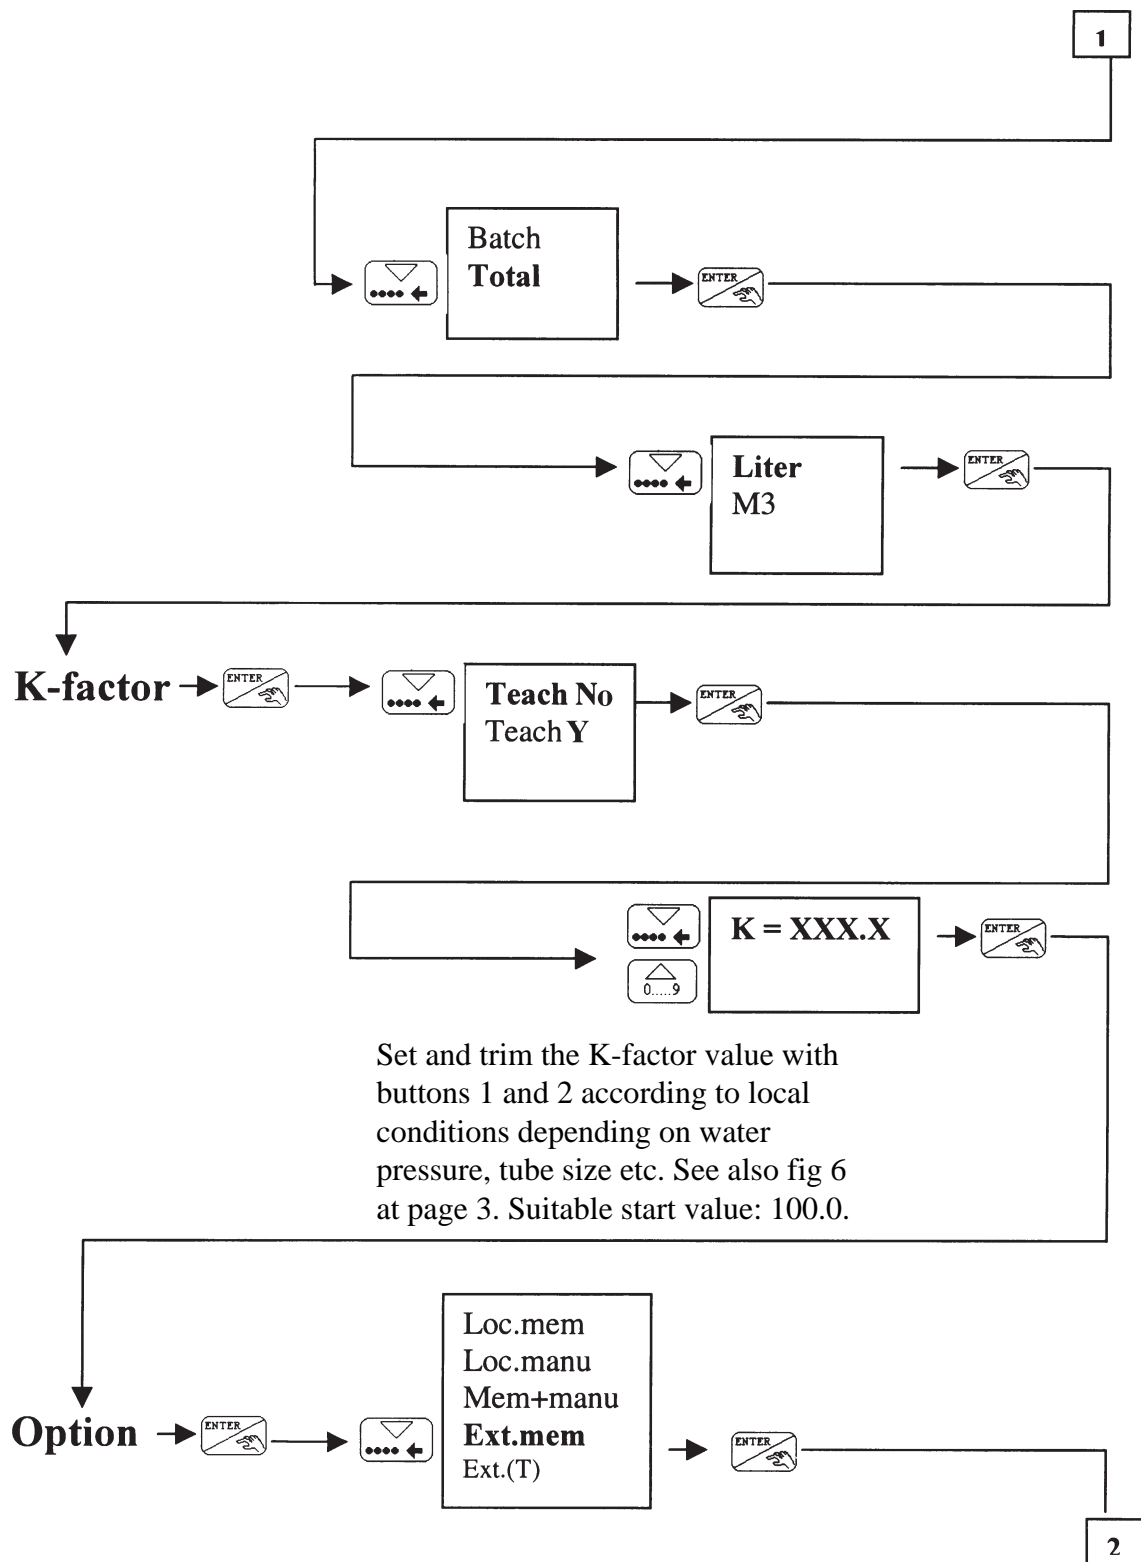 1
Batch
Total
•••• ←
ENTER
Liter
M3
•••• ←
ENTER
K-factor
ENTER
•••• ←
Teach No
Teach Y
ENTER
•••• ←
0.....9
K = XXX.X
ENTER
Set and trim the K-factor value with
buttons 1 and 2 according to local
conditions depending on water
pressure, tube size etc. See also fig 6
at page 3. Suitable start value: 100.0.
Option
ENTER
•••• ←
Loc.mem
Loc.manu
Mem+manu
Ext.mem
Ext.(T)
ENTER
2